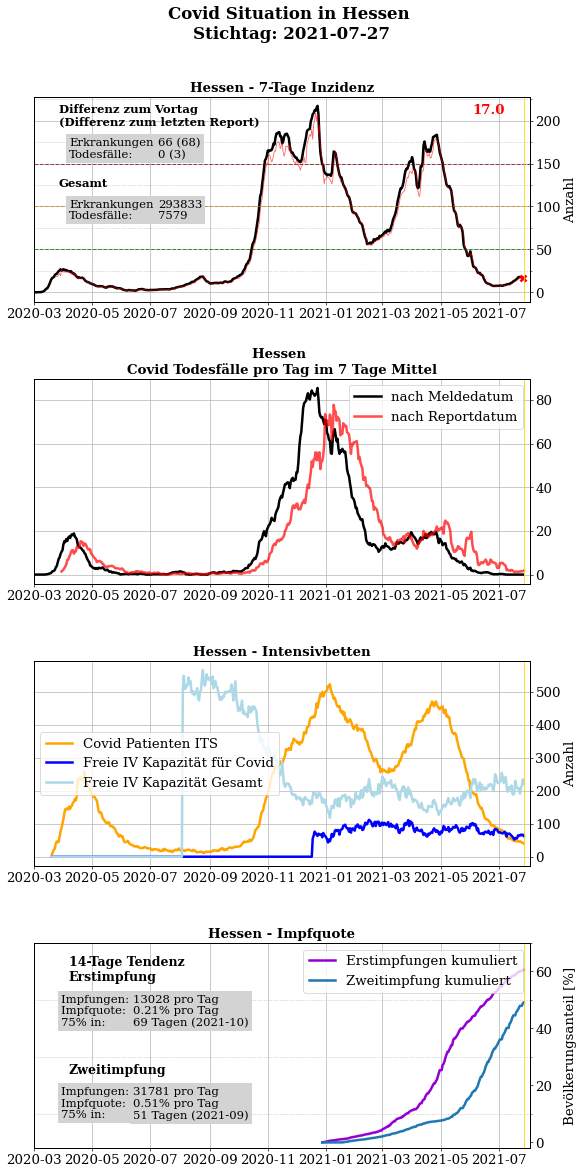 Covid Situation in Hessen
Stichtag: 2021-07-27
Hessen - 7-Tage Inzidenz
Differenz zum Vortag
(Differenz zum letzten Report)
Erkrankungen 66 (68)
Todesfälle: 0 (3)
Gesamt
Erkrankungen 293833
Todesfälle: 7579
17.0
200
150
100
50
0
Anzahl
2020-03 2020-05 2020-07 2020-09 2020-11 2021-01 2021-03 2021-05 2021-07
Hessen
Covid Todesfälle pro Tag im 7 Tage Mittel
nach Meldedatum
nach Reportdatum
80
60
40
20
0
2020-03 2020-05 2020-07 2020-09 2020-11 2021-01 2021-03 2021-05 2021-07
Hessen - Intensivbetten
Covid Patienten ITS
Freie IV Kapazität für Covid
Freie IV Kapazität Gesamt
500
400
300
200
100
0
Anzahl
2020-03 2020-05 2020-07 2020-09 2020-11 2021-01 2021-03 2021-05 2021-07
Hessen - Impfquote
14-Tage Tendenz
Erstimpfung
Impfungen: 13028 pro Tag
Impfquote: 0.21% pro Tag
75% in: 69 Tagen (2021-10)
Zweitimpfung
Impfungen: 31781 pro Tag
Impfquote: 0.51% pro Tag
75% in: 51 Tagen (2021-09)
Erstimpfungen kumuliert
Zweitimpfung kumuliert
60
40
20
0
Bevölkerungsanteil [%]
2020-03 2020-05 2020-07 2020-09 2020-11 2021-01 2021-03 2021-05 2021-07